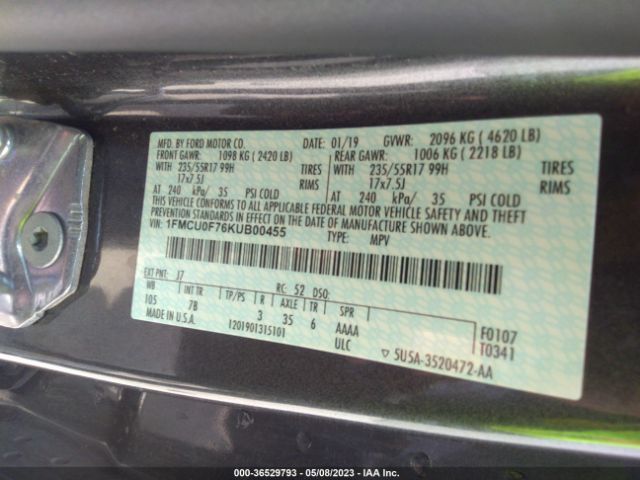 MFD. BY FORD MOTOR CO.
DATE: 01/19 GVWR: 2096 KG ( 4620 LB)
FRONT GAWR: 1098 KG ( 2420 LB)
REAR GAWR: 1006 KG ( 2218 LB)
WITH 235/55R17 99H TIRES
WITH 235/55R17 99H TIRES
17x7.5J RIMS
17x7.5J RIMS
AT 240 kPa/ 35 PSI COLD
AT 240 kPa/ 35 PSI COLD
THIS VEHICLE CONFORMS TO ALL APPLICABLE FEDERAL MOTOR VEHICLE SAFETY AND THEFT
PREVENTION STANDARDS IN EFFECT ON THE DATE OF MANUFACTURE SHOWN ABOVE.
VIN: 1FMCU0F76KUB00455
TYPE: MPV
EXT PNT: J7 RC: 52 DSO:
WB INT TR TP/PS R AXLE TR SPR
105 7B 3 35 6 AAAA
MADE IN U.S.A. 1201901315101 ULC
F0107
T0341
5U5A-3520472-AA
000-36529793 - 05/08/2023 - IAA Inc.